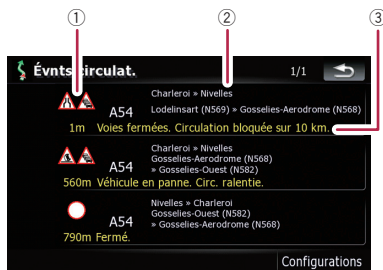 ① ② ③
Évnts circulat. 1/1
Charleroi » Nivelles
A54 Lodelinsart (N569) » Gosselies-Aerodrome (N568)
1m Voies fermées. Circulation bloquée sur 10 km.
Charleroi » Nivelles
A54 Gosselies-Aerodrome (N568)
» Gosselies-Ouest (N582)
560m Véhicule en panne. Circ. ralentie.
Nivelles » Charleroi
A54 Gosselies-Ouest (N582)
» Gosselies-Aerodrome (N568)
790m Fermé.
Configurations